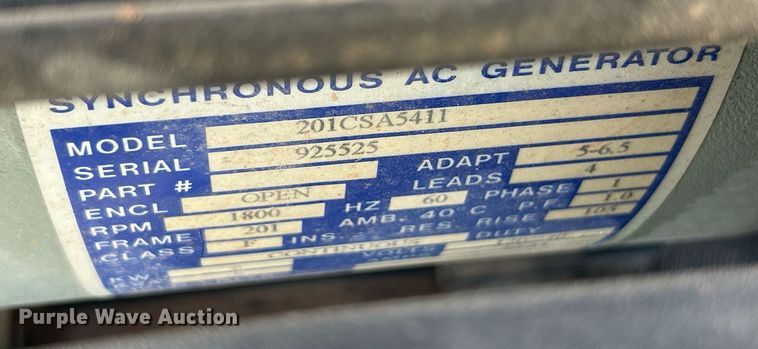 SYNCHRONOUS AC GENERATOR
MODEL 201CSA5411
SERIAL 925525
PART # ADAPT 5-6.5
ENCL OPEN LEADS 4
RPM 1800 HZ 60 PHASE 1
FRAME 201 AMB. 40°C P.F. 1.0
CLASS F INS. RES. RISE 105
CONTINUOUS DUTY
KW VOLTS
Purple Wave Auction